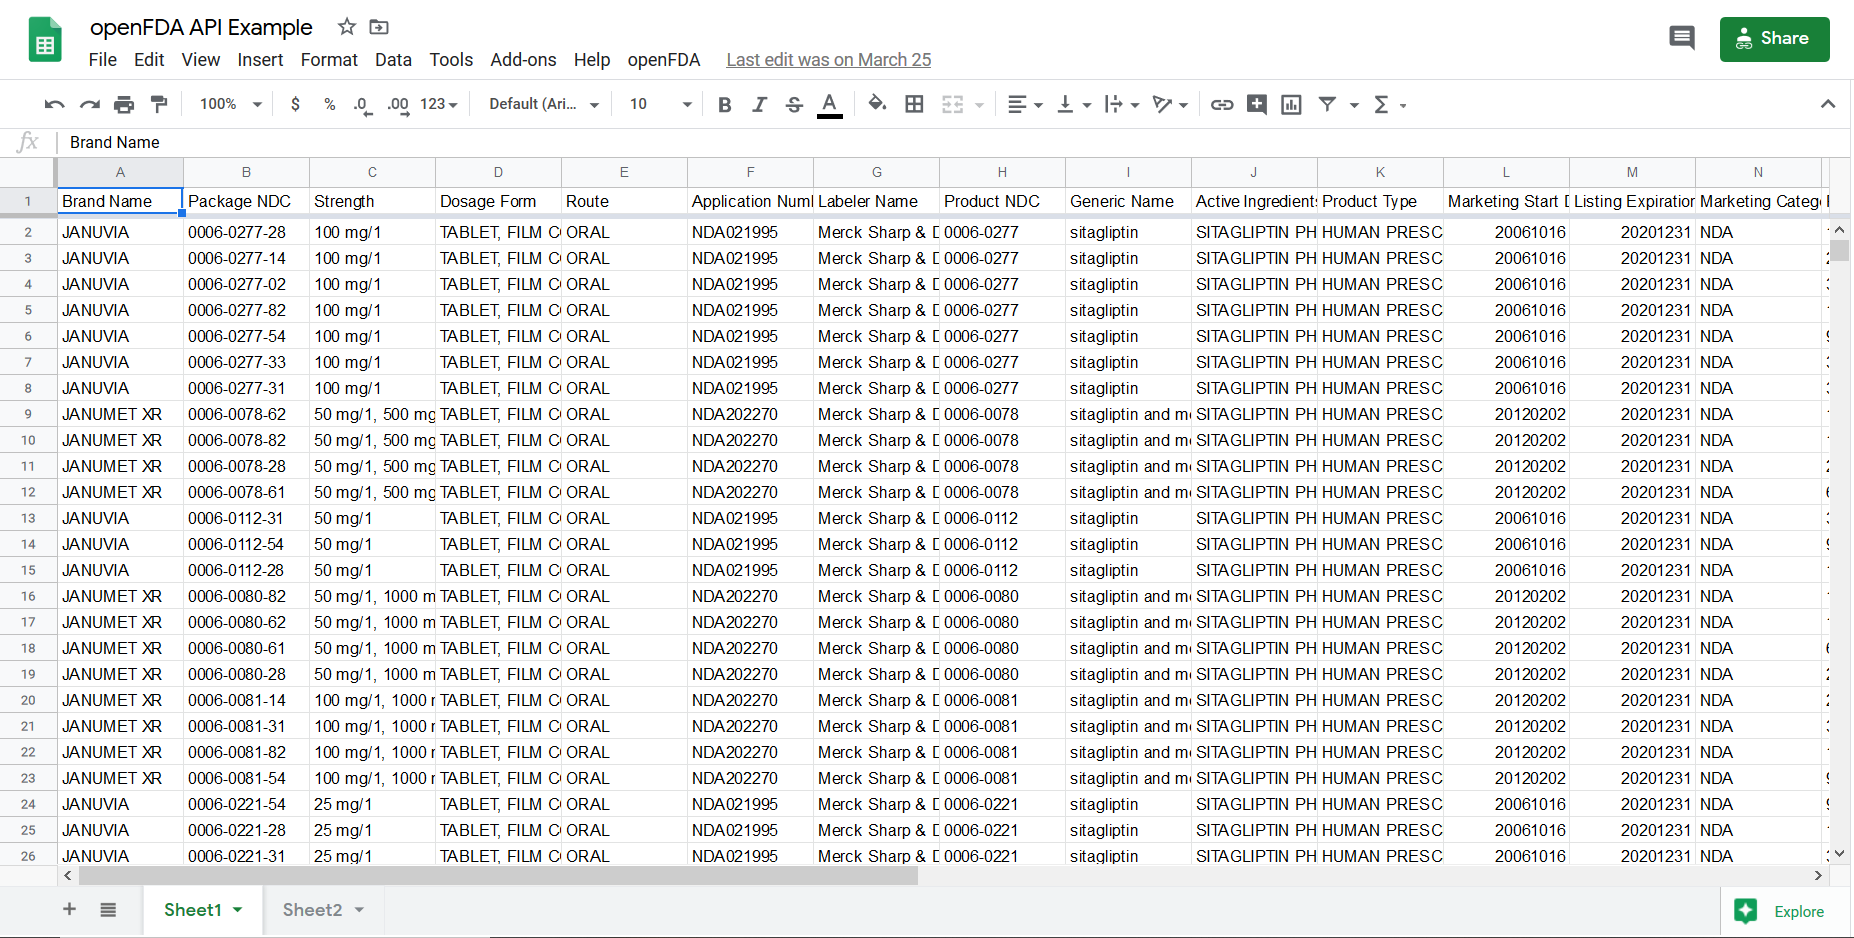 openFDA API Example
File Edit View Insert Format Data Tools Add-ons Help openFDA Last edit was on March 25
Share
100% $ % .0 .00 123 Default (Ari... 10 B I S A Σ
fx Brand Name
A B C D E F G H I J K L M N
1 Brand Name Package NDC Strength Dosage Form Route Application Labeler Name Product NDC Generic Name Active Ingredients Product Type Marketing Start Listing Marketing
2 JANUVIA 0006-0277-28 100 mg/1 TABLET, FILM ORAL NDA021995 Merck Sharp & 0006-0277 sitagliptin SITAGLIPTIN PH HUMAN PRESC 20061016 20201231 NDA
3 JANUVIA 0006-0277-14 100 mg/1 TABLET, FILM ORAL NDA021995 Merck Sharp & 0006-0277 sitagliptin SITAGLIPTIN PH HUMAN PRESC 20061016 20201231 NDA
4 JANUVIA 0006-0277-02 100 mg/1 TABLET, FILM ORAL NDA021995 Merck Sharp & 0006-0277 sitagliptin SITAGLIPTIN PH HUMAN PRESC 20061016 20201231 NDA
5 JANUVIA 0006-0277-82 100 mg/1 TABLET, FILM ORAL NDA021995 Merck Sharp & 0006-0277 sitagliptin SITAGLIPTIN PH HUMAN PRESC 20061016 20201231 NDA
6 JANUVIA 0006-0277-54 100 mg/1 TABLET, FILM ORAL NDA021995 Merck Sharp & 0006-0277 sitagliptin SITAGLIPTIN PH HUMAN PRESC 20061016 20201231 NDA
7 JANUVIA 0006-0277-33 100 mg/1 TABLET, FILM ORAL NDA021995 Merck Sharp & 0006-0277 sitagliptin SITAGLIPTIN PH HUMAN PRESC 20061016 20201231 NDA
8 JANUVIA 0006-0277-31 100 mg/1 TABLET, FILM ORAL NDA021995 Merck Sharp & 0006-0277 sitagliptin SITAGLIPTIN PH HUMAN PRESC 20061016 20201231 NDA
9 JANUMET XR 0006-0078-62 50 mg/1, 500 mg TABLET, FILM ORAL NDA202270 Merck Sharp & 0006-0078 sitagliptin and SITAGLIPTIN PH HUMAN PRESC 20120202 20201231 NDA
10 JANUMET XR 0006-0078-82 50 mg/1, 500 mg TABLET, FILM ORAL NDA202270 Merck Sharp & 0006-0078 sitagliptin and SITAGLIPTIN PH HUMAN PRESC 20120202 20201231 NDA
11 JANUMET XR 0006-0078-28 50 mg/1, 500 mg TABLET, FILM ORAL NDA202270 Merck Sharp & 0006-0078 sitagliptin and SITAGLIPTIN PH HUMAN PRESC 20120202 20201231 NDA
12 JANUMET XR 0006-0078-61 50 mg/1, 500 mg TABLET, FILM ORAL NDA202270 Merck Sharp & 0006-0078 sitagliptin and SITAGLIPTIN PH HUMAN PRESC 20120202 20201231 NDA
13 JANUVIA 0006-0112-31 50 mg/1 TABLET, FILM ORAL NDA021995 Merck Sharp & 0006-0112 sitagliptin SITAGLIPTIN PH HUMAN PRESC 20061016 20201231 NDA
14 JANUVIA 0006-0112-54 50 mg/1 TABLET, FILM ORAL NDA021995 Merck Sharp & 0006-0112 sitagliptin SITAGLIPTIN PH HUMAN PRESC 20061016 20201231 NDA
15 JANUVIA 0006-0112-28 50 mg/1 TABLET, FILM ORAL NDA021995 Merck Sharp & 0006-0112 sitagliptin SITAGLIPTIN PH HUMAN PRESC 20061016 20201231 NDA
16 JANUMET XR 0006-0080-82 50 mg/1, 1000 m TABLET, FILM ORAL NDA202270 Merck Sharp & 0006-0080 sitagliptin and SITAGLIPTIN PH HUMAN PRESC 20120202 20201231 NDA
17 JANUMET XR 0006-0080-62 50 mg/1, 1000 m TABLET, FILM ORAL NDA202270 Merck Sharp & 0006-0080 sitagliptin and SITAGLIPTIN PH HUMAN PRESC 20120202 20201231 NDA
18 JANUMET XR 0006-0080-61 50 mg/1, 1000 m TABLET, FILM ORAL NDA202270 Merck Sharp & 0006-0080 sitagliptin and SITAGLIPTIN PH HUMAN PRESC 20120202 20201231 NDA
19 JANUMET XR 0006-0080-28 50 mg/1, 1000 m TABLET, FILM ORAL NDA202270 Merck Sharp & 0006-0080 sitagliptin and SITAGLIPTIN PH HUMAN PRESC 20120202 20201231 NDA
20 JANUMET XR 0006-0081-14 100 mg/1, 1000 TABLET, FILM ORAL NDA202270 Merck Sharp & 0006-0081 sitagliptin and SITAGLIPTIN PH HUMAN PRESC 20120202 20201231 NDA
21 JANUMET XR 0006-0081-31 100 mg/1, 1000 TABLET, FILM ORAL NDA202270 Merck Sharp & 0006-0081 sitagliptin and SITAGLIPTIN PH HUMAN PRESC 20120202 20201231 NDA
22 JANUMET XR 0006-0081-82 100 mg/1, 1000 TABLET, FILM ORAL NDA202270 Merck Sharp & 0006-0081 sitagliptin and SITAGLIPTIN PH HUMAN PRESC 20120202 20201231 NDA
23 JANUMET XR 0006-0081-54 100 mg/1, 1000 TABLET, FILM ORAL NDA202270 Merck Sharp & 0006-0081 sitagliptin and SITAGLIPTIN PH HUMAN PRESC 20120202 20201231 NDA
24 JANUVIA 0006-0221-54 25 mg/1 TABLET, FILM ORAL NDA021995 Merck Sharp & 0006-0221 sitagliptin SITAGLIPTIN PH HUMAN PRESC 20061016 20201231 NDA
25 JANUVIA 0006-0221-28 25 mg/1 TABLET, FILM ORAL NDA021995 Merck Sharp & 0006-0221 sitagliptin SITAGLIPTIN PH HUMAN PRESC 20061016 20201231 NDA
26 JANUVIA 0006-0221-31 25 mg/1 TABLET, FILM ORAL NDA021995 Merck Sharp & 0006-0221 sitagliptin SITAGLIPTIN PH HUMAN PRESC 20061016 20201231 NDA
Sheet1 Sheet2 Explore